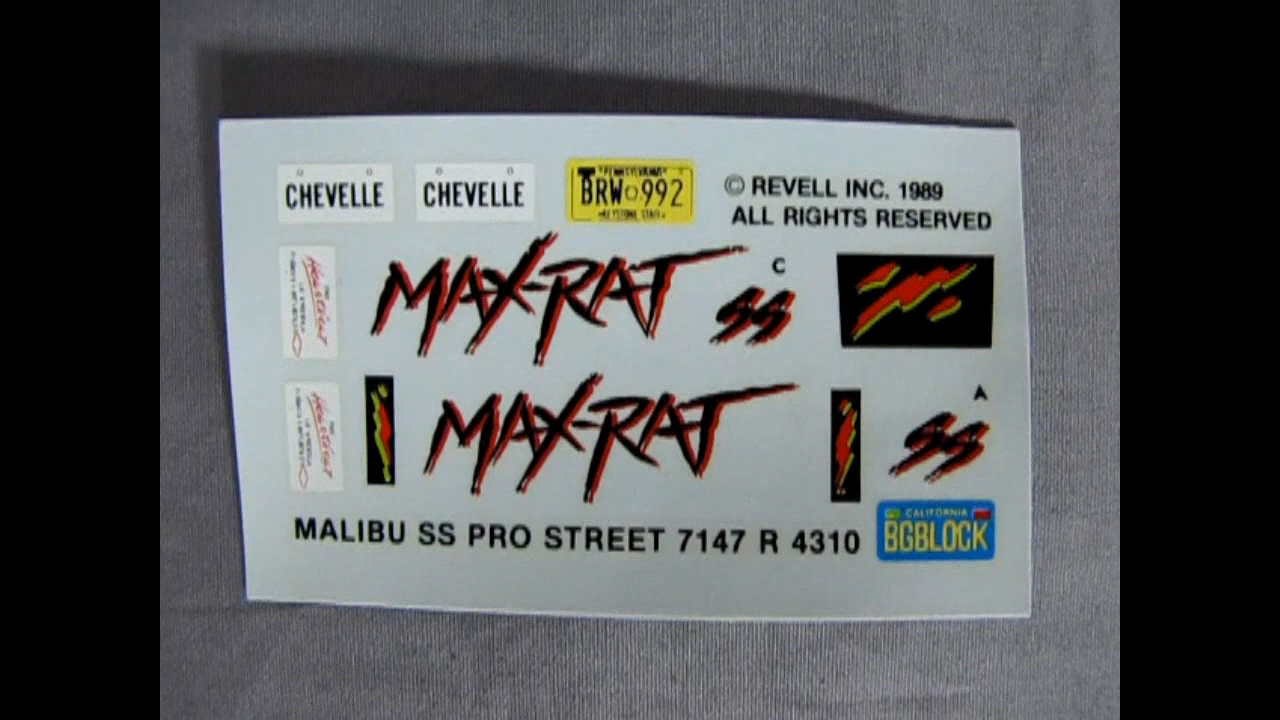 CHEVELLE
CHEVELLE
PENNSYLVANIA
BRW 992
KEYSTONE STATE
© REVELL INC. 1989
ALL RIGHTS RESERVED
MAX-RAT
C
SS
MAX-RAT
A
SS
MALIBU SS PRO STREET 7147 R 4310
CALIFORNIA
BGBLOCK